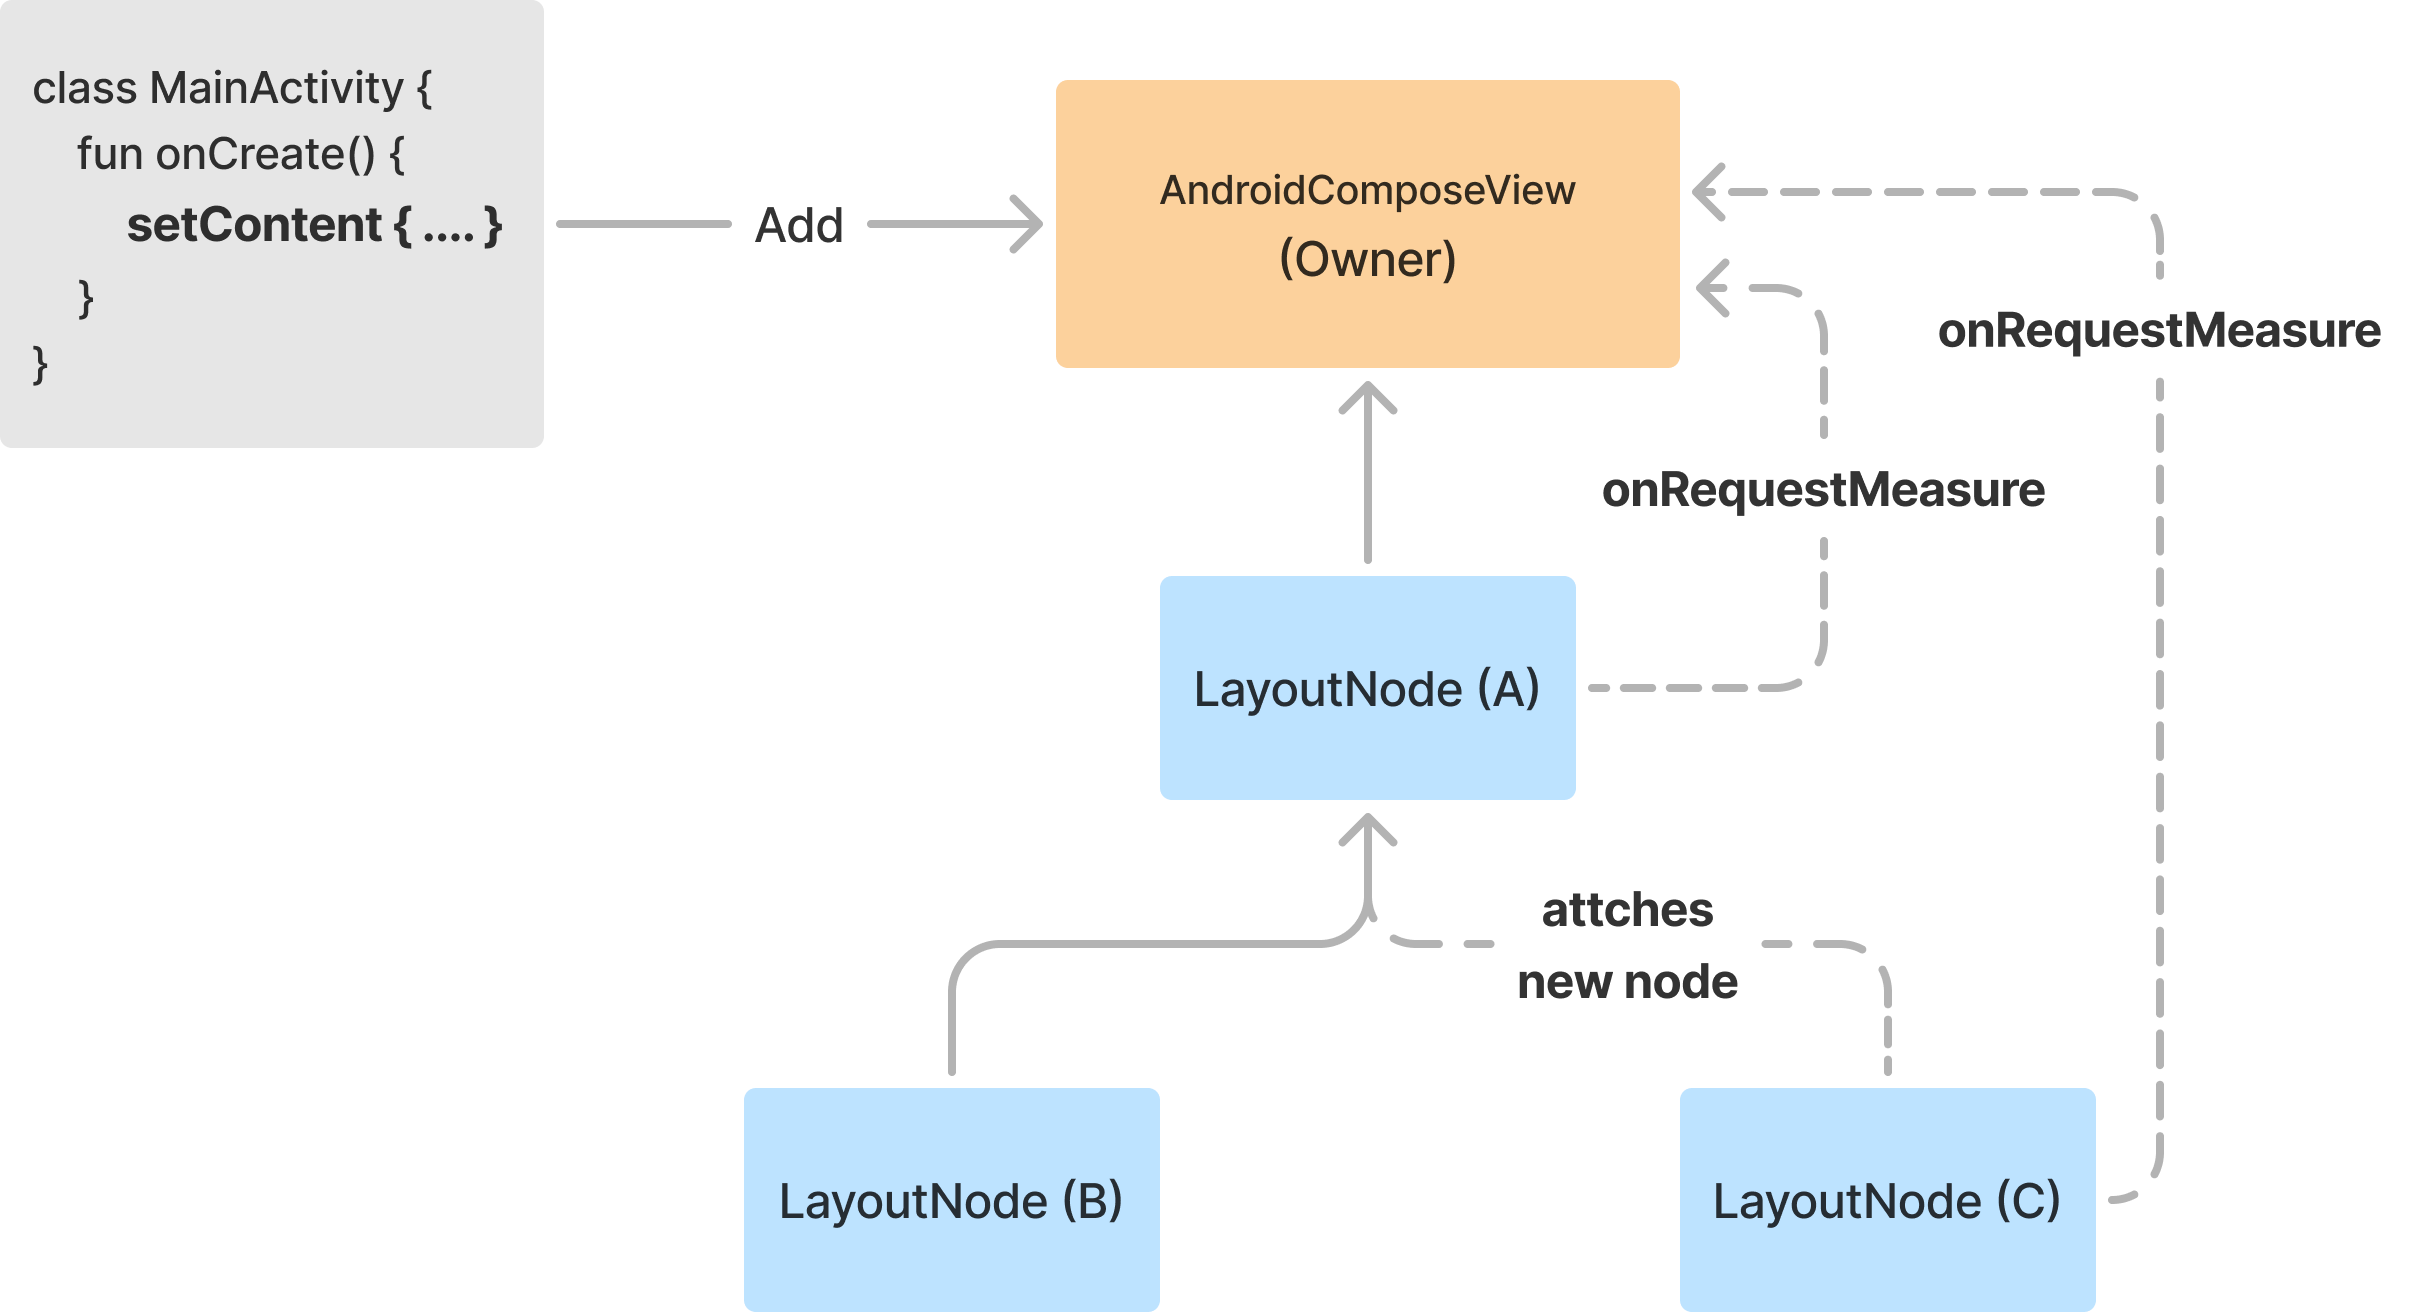 class MainActivity {
fun onCreate() {
setContent { .... }
}
}
Add
AndroidComposeView
(Owner)
onRequestMeasure
onRequestMeasure
LayoutNode (A)
attches
new node
LayoutNode (B)
LayoutNode (C)